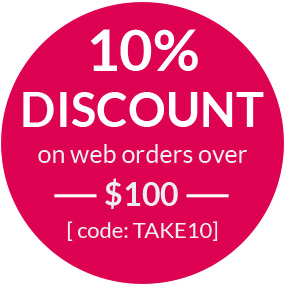 10%
DISCOUNT
on web orders over
— $100 —
[ code: TAKE10]